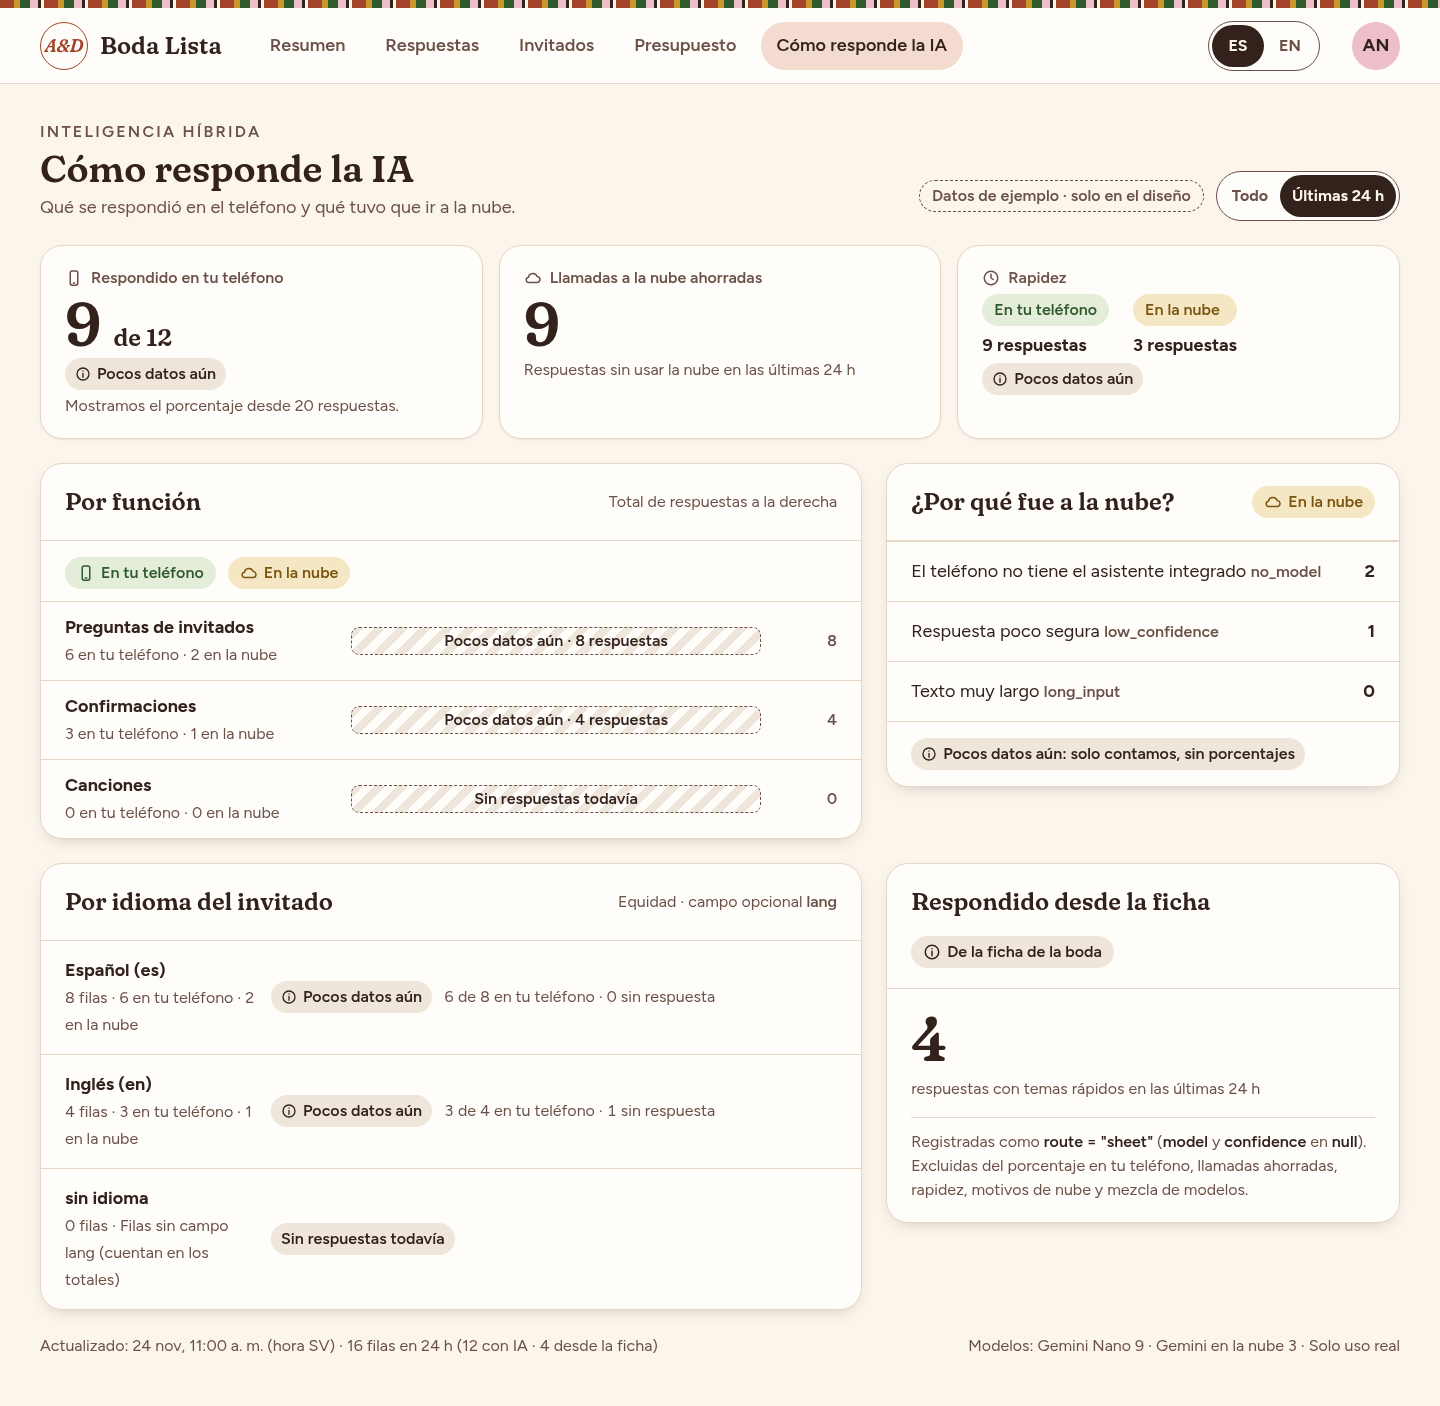 A&D Boda Lista Resumen Respuestas Invitados Presupuesto Cómo responde la IA ES EN AN
INTELIGENCIA HÍBRIDA
Cómo responde la IA
Qué se respondió en el teléfono y qué tuvo que ir a la nube.
Datos de ejemplo · solo en el diseño Todo Últimas 24 h
Respondido en tu teléfono
9 de 12
Pocos datos aún
Mostramos el porcentaje desde 20 respuestas.
Llamadas a la nube ahorradas
9
Respuestas sin usar la nube en las últimas 24 h
Rapidez
En tu teléfono En la nube
9 respuestas 3 respuestas
Pocos datos aún
Por función Total de respuestas a la derecha
En tu teléfono En la nube
Preguntas de invitados
6 en tu teléfono · 2 en la nube
Pocos datos aún · 8 respuestas 8
Confirmaciones
3 en tu teléfono · 1 en la nube
Pocos datos aún · 4 respuestas 4
Canciones
0 en tu teléfono · 0 en la nube
Sin respuestas todavía 0
¿Por qué fue a la nube? En la nube
El teléfono no tiene el asistente integrado no_model 2
Respuesta poco segura low_confidence 1
Texto muy largo long_input 0
Pocos datos aún: solo contamos, sin porcentajes
Por idioma del invitado Equidad · campo opcional lang
Español (es)
8 filas · 6 en tu teléfono · 2
en la nube
Pocos datos aún 6 de 8 en tu teléfono · 0 sin respuesta
Inglés (en)
4 filas · 3 en tu teléfono · 1
en la nube
Pocos datos aún 3 de 4 en tu teléfono · 1 sin respuesta
sin idioma
0 filas · Filas sin campo
lang (cuentan en los
totales)
Sin respuestas todavía
Respondido desde la ficha
De la ficha de la boda
4
respuestas con temas rápidos en las últimas 24 h
Registradas como route = "sheet" (model y confidence en null).
Excluidas del porcentaje en tu teléfono, llamadas ahorradas,
rapidez, motivos de nube y mezcla de modelos.
Actualizado: 24 nov, 11:00 a. m. (hora SV) · 16 filas en 24 h (12 con IA · 4 desde la ficha)
Modelos: Gemini Nano 9 · Gemini en la nube 3 · Solo uso real